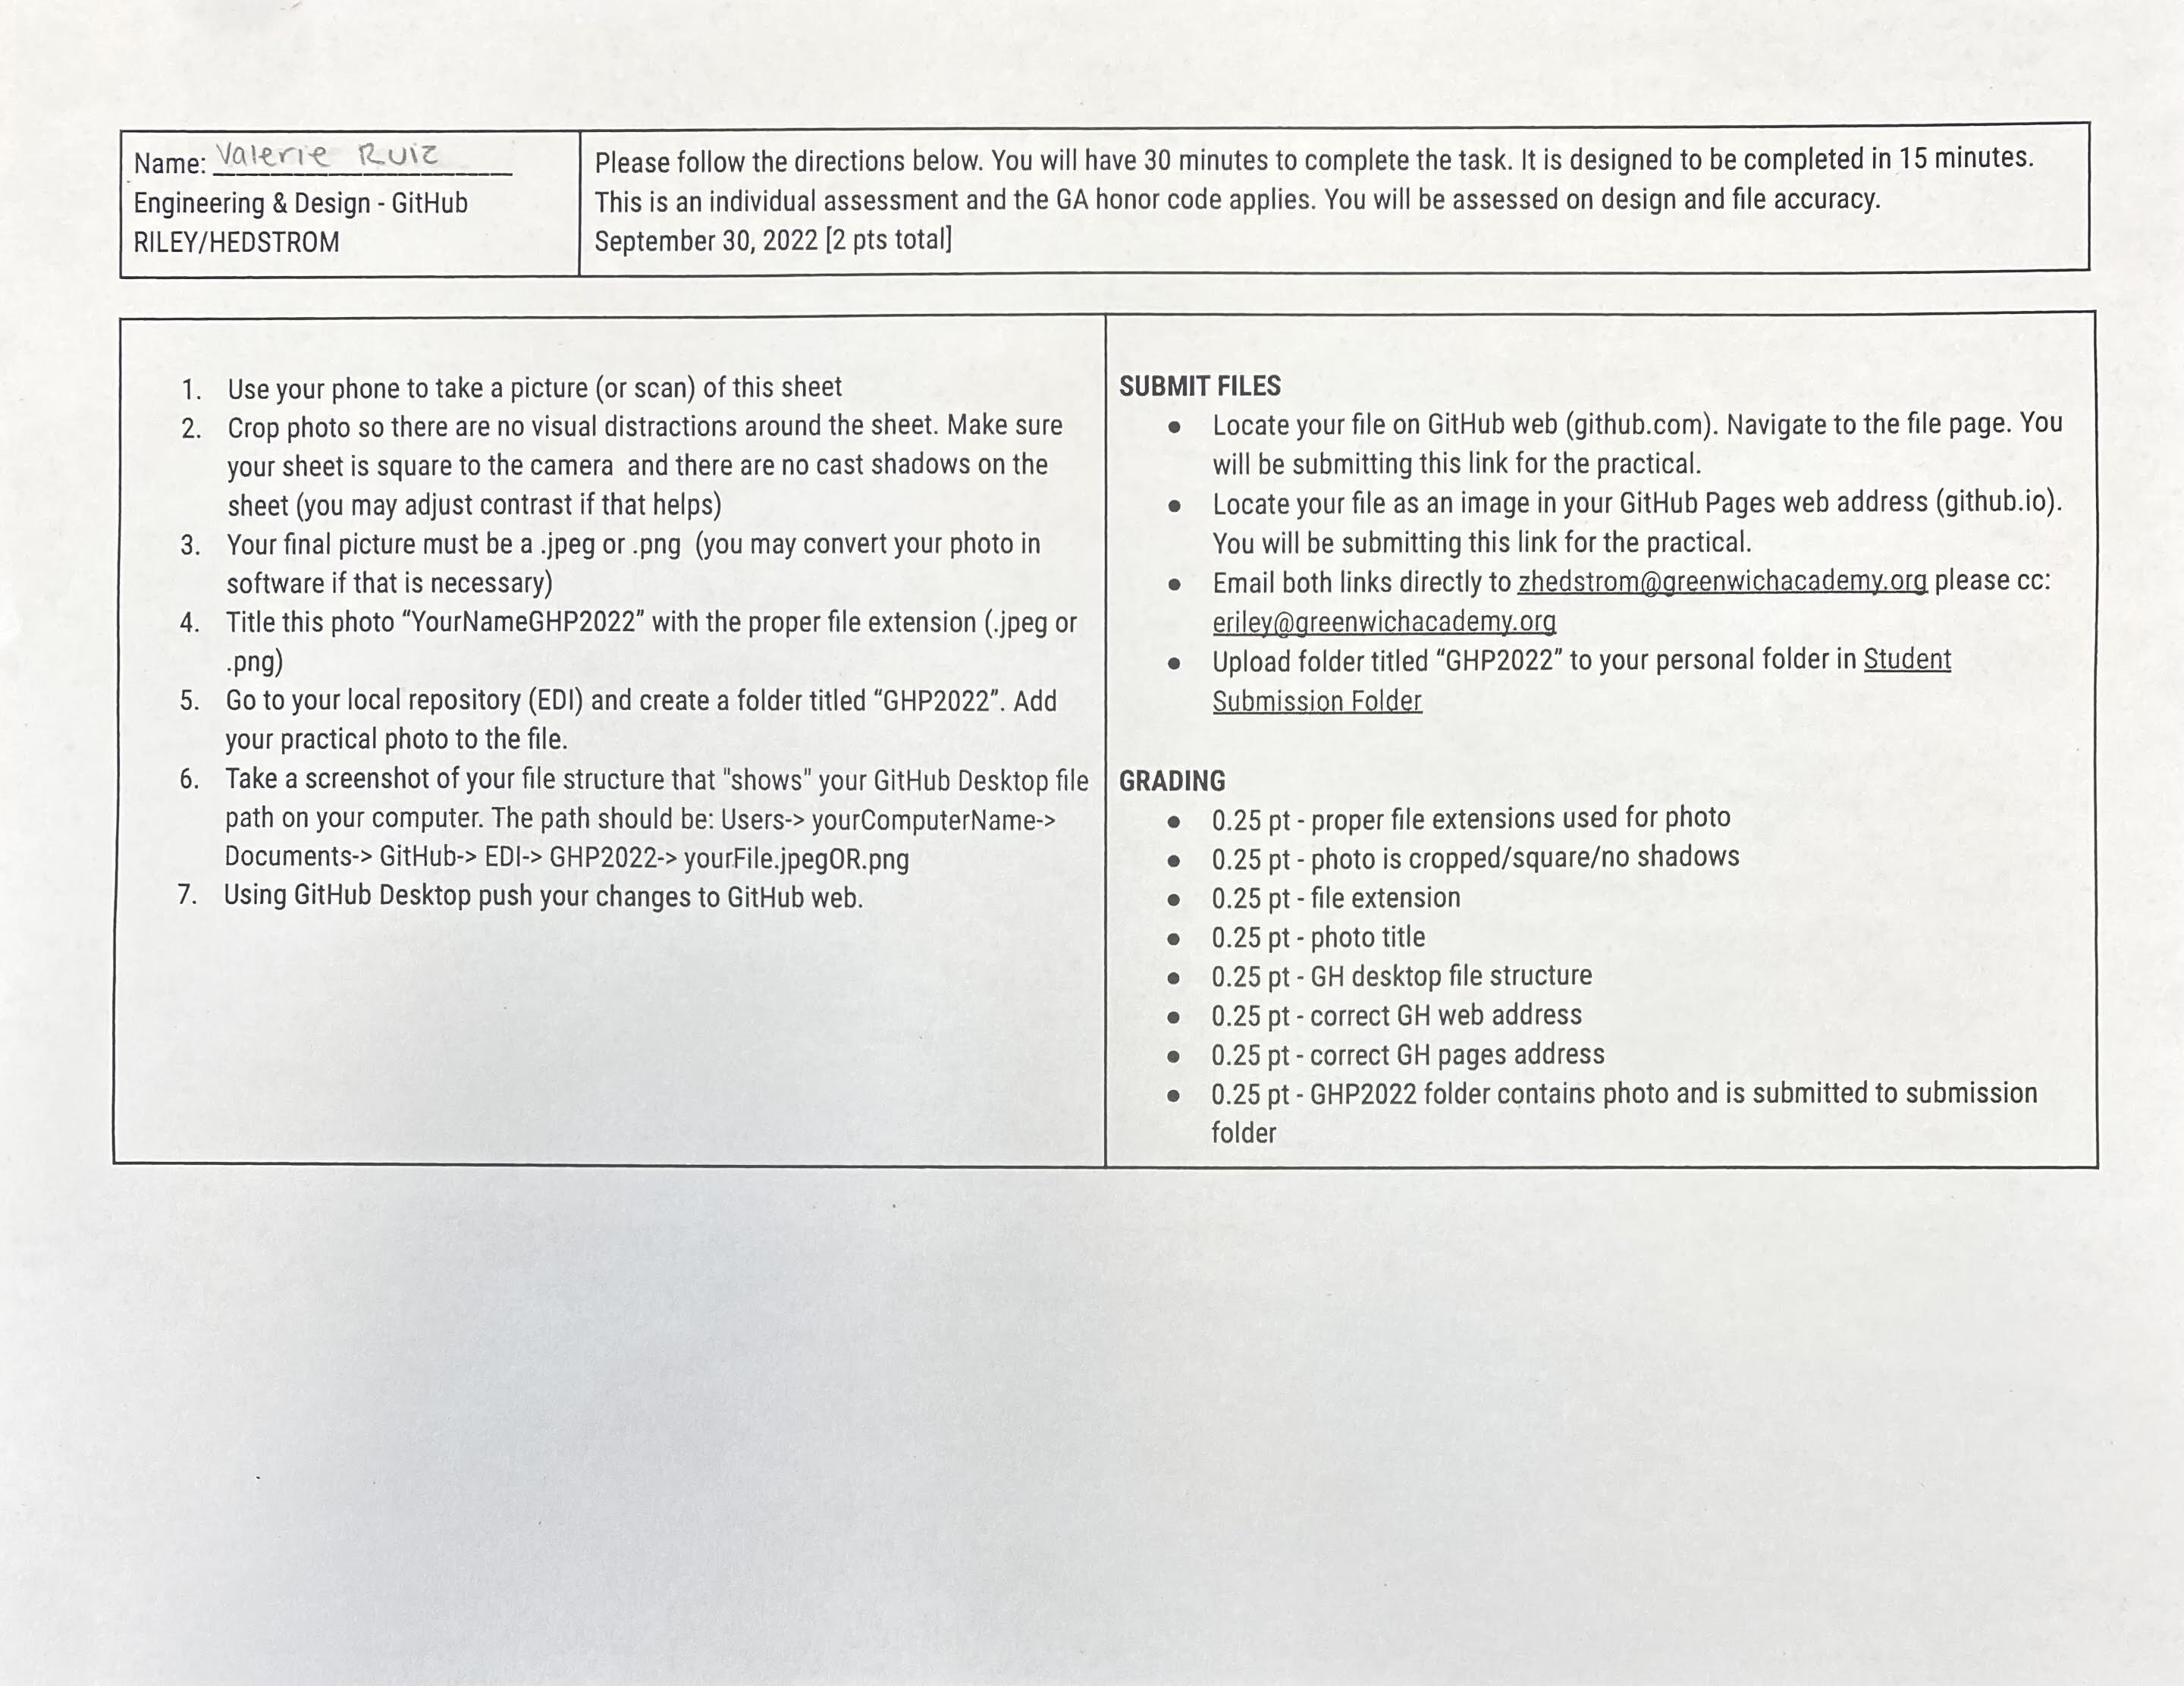 Name: Valerie Ruiz
Engineering & Design - GitHub
RILEY/HEDSTROM
Please follow the directions below. You will have 30 minutes to complete the task. It is designed to be completed in 15 minutes.
This is an individual assessment and the GA honor code applies. You will be assessed on design and file accuracy.
September 30, 2022 [2 pts total]
1. Use your phone to take a picture (or scan) of this sheet
2. Crop photo so there are no visual distractions around the sheet. Make sure
your sheet is square to the camera and there are no cast shadows on the
sheet (you may adjust contrast if that helps)
3. Your final picture must be a .jpeg or .png (you may convert your photo in
software if that is necessary)
4. Title this photo “YourNameGHP2022” with the proper file extension (.jpeg or
.png)
5. Go to your local repository (EDI) and create a folder titled “GHP2022”. Add
your practical photo to the file.
6. Take a screenshot of your file structure that "shows" your GitHub Desktop file
path on your computer. The path should be: Users-> yourComputerName->
Documents-> GitHub-> EDI-> GHP2022-> yourFile.jpegOR.png
7. Using GitHub Desktop push your changes to GitHub web.
SUBMIT FILES
● Locate your file on GitHub web (github.com). Navigate to the file page. You
will be submitting this link for the practical.
● Locate your file as an image in your GitHub Pages web address (github.io).
You will be submitting this link for the practical.
● Email both links directly to zhedstrom@greenwichacademy.org please cc:
eriley@greenwichacademy.org
● Upload folder titled “GHP2022” to your personal folder in Student
Submission Folder
GRADING
● 0.25 pt - proper file extensions used for photo
● 0.25 pt - photo is cropped/square/no shadows
● 0.25 pt - file extension
● 0.25 pt - photo title
● 0.25 pt - GH desktop file structure
● 0.25 pt - correct GH web address
● 0.25 pt - correct GH pages address
● 0.25 pt - GHP2022 folder contains photo and is submitted to submission
folder